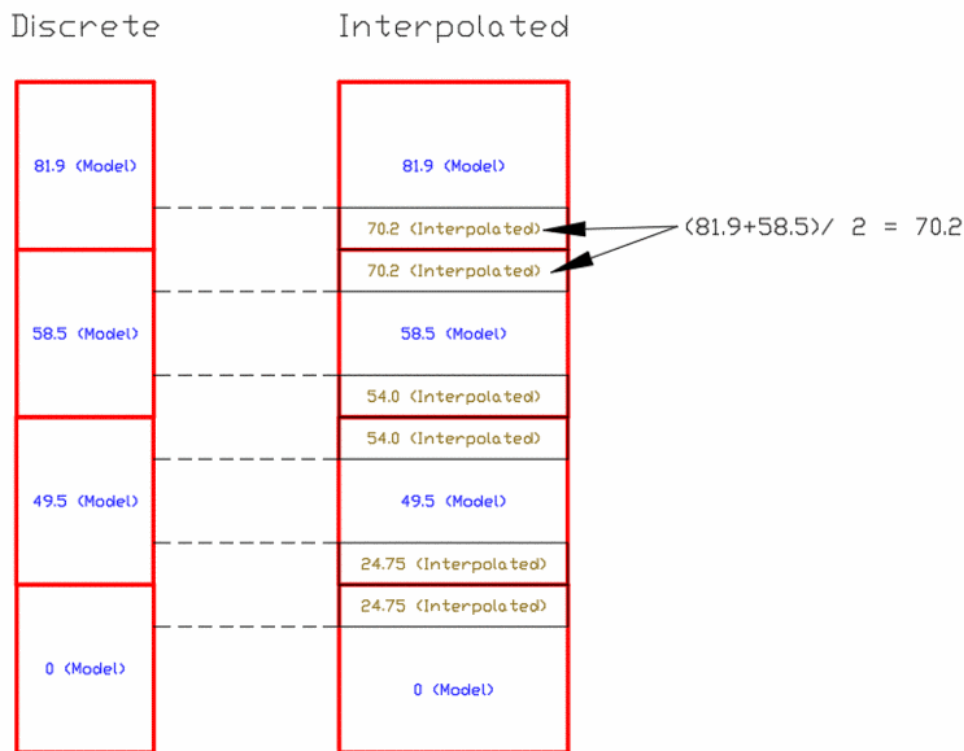 Discrete
Interpolated
81.9 (Model)
81.9 (Model)
70.2 (Interpolated)
(81.9+58.5)/ 2 = 70.2
70.2 (Interpolated)
58.5 (Model)
58.5 (Model)
54.0 (Interpolated)
54.0 (Interpolated)
49.5 (Model)
49.5 (Model)
24.75 (Interpolated)
24.75 (Interpolated)
0 (Model)
0 (Model)